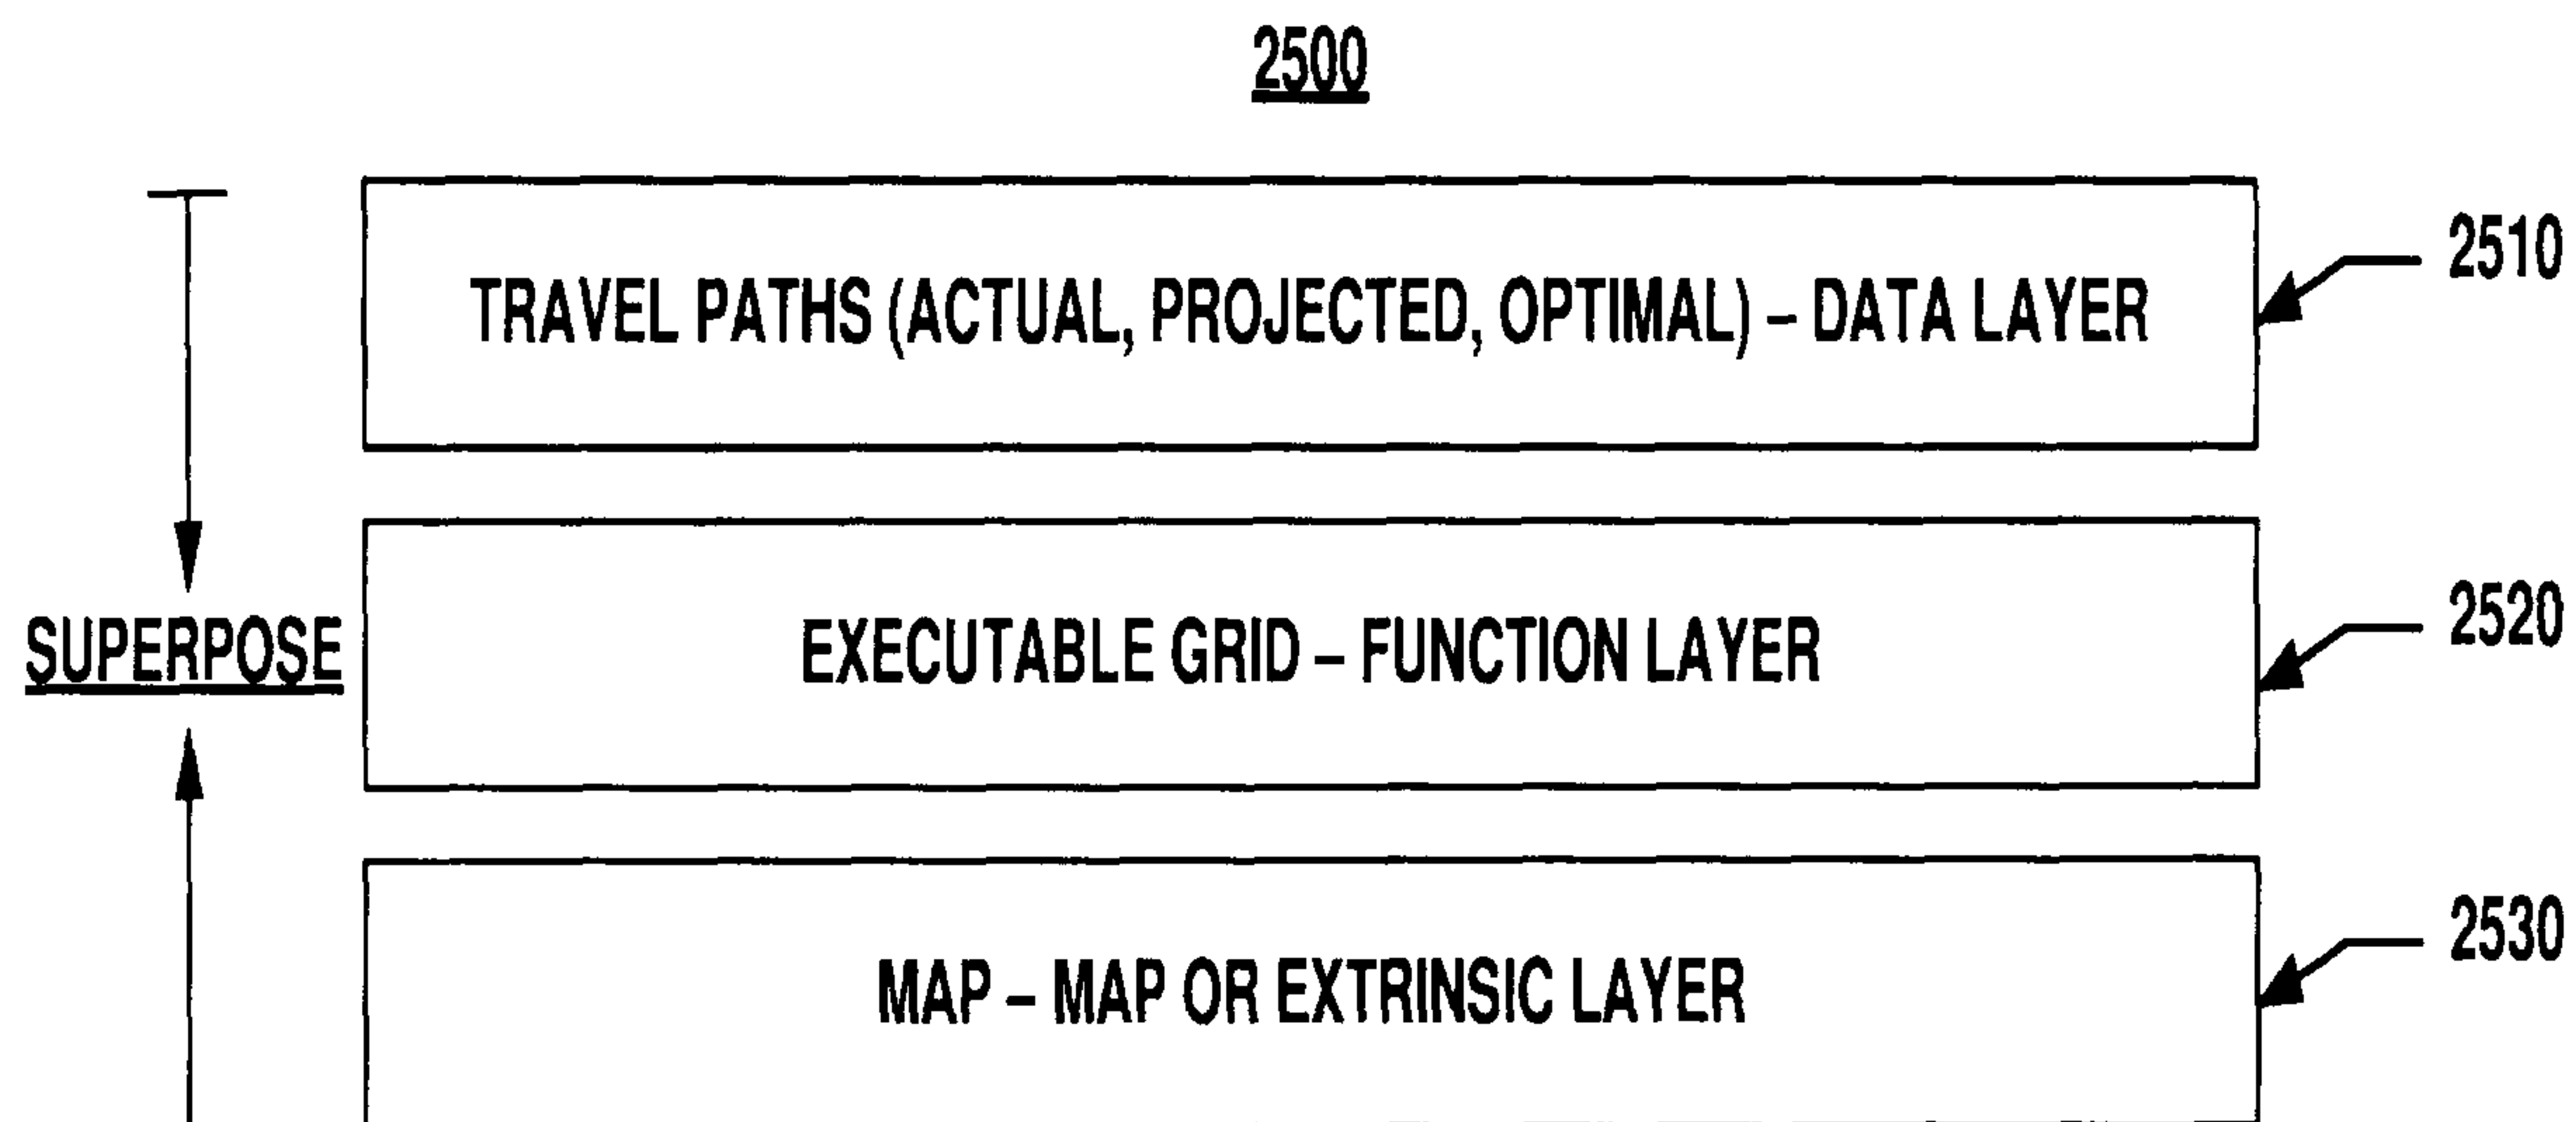 2500
TRAVEL PATHS (ACTUAL, PROJECTED, OPTIMAL) – DATA LAYER
2510
SUPERPOSE
EXECUTABLE GRID – FUNCTION LAYER
2520
MAP – MAP OR EXTRINSIC LAYER
2530